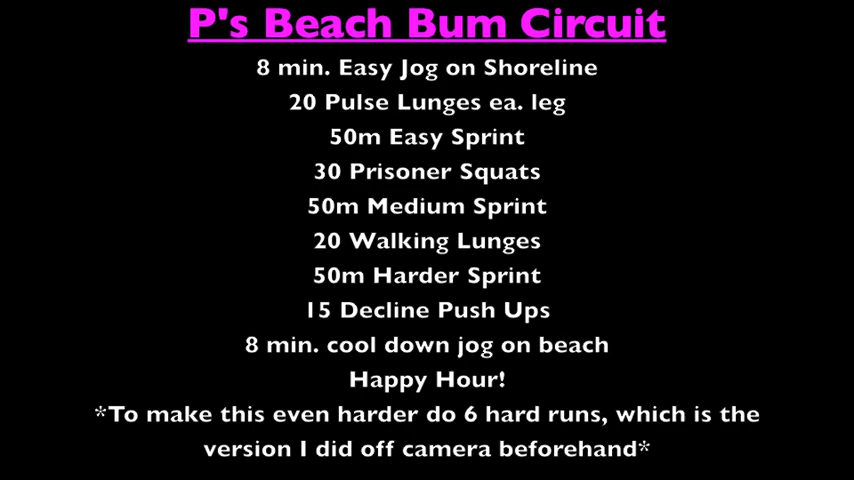 P's Beach Bum Circuit
8 min. Easy Jog on Shoreline
20 Pulse Lunges ea. leg
50m Easy Sprint
30 Prisoner Squats
50m Medium Sprint
20 Walking Lunges
50m Harder Sprint
15 Decline Push Ups
8 min. cool down jog on beach
Happy Hour!
*To make this even harder do 6 hard runs, which is the
version I did off camera beforehand*